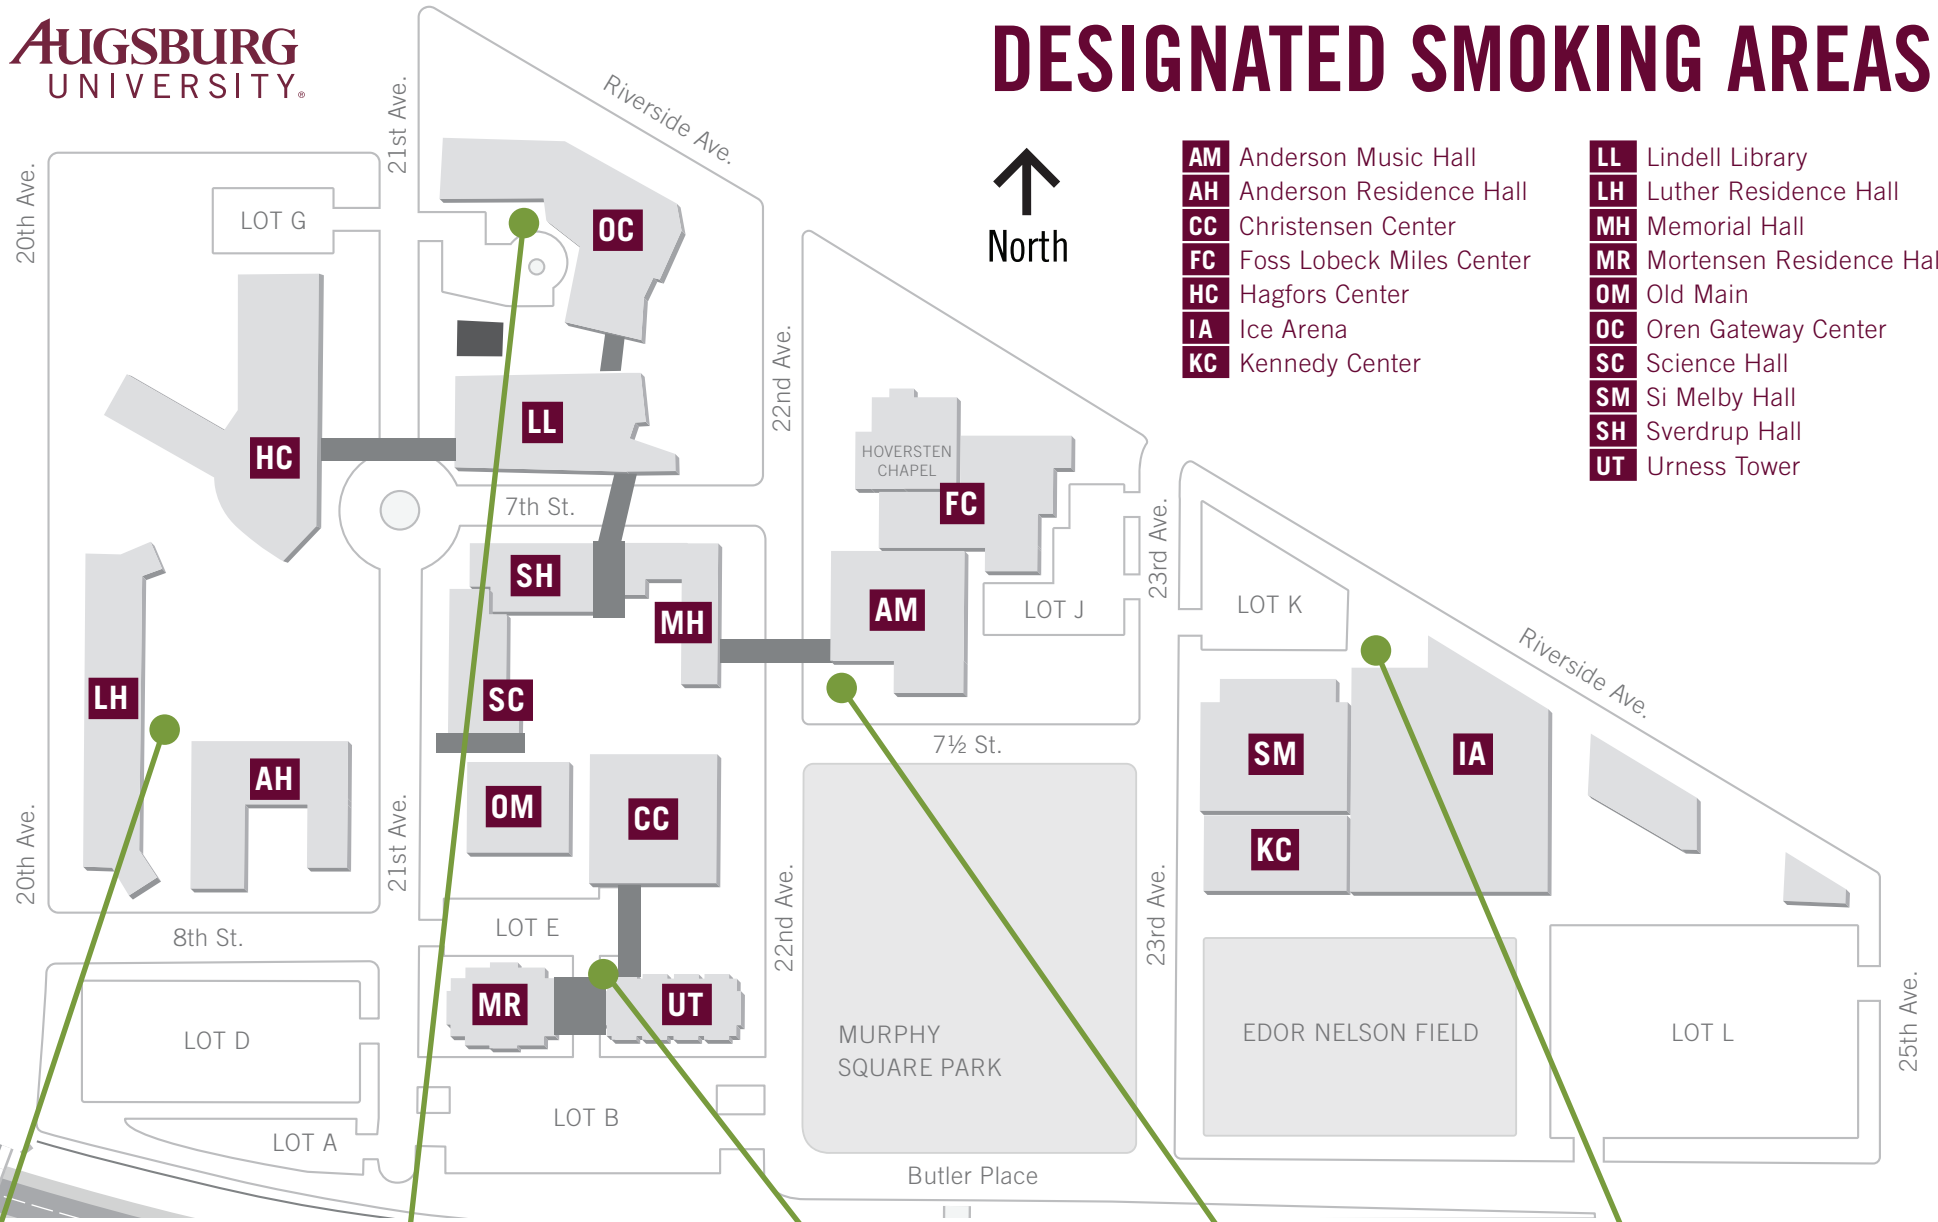 AUGSBURG
UNIVERSITY®
DESIGNATED SMOKING AREAS
North
AM Anderson Music Hall
AH Anderson Residence Hall
CC Christensen Center
FC Foss Lobeck Miles Center
HC Hagfors Center
IA Ice Arena
KC Kennedy Center
LL Lindell Library
LH Luther Residence Hall
MH Memorial Hall
MR Mortensen Residence Hal
OM Old Main
OC Oren Gateway Center
SC Science Hall
SM Si Melby Hall
SH Sverdrup Hall
UT Urness Tower
20th Ave.
21st Ave.
Riverside Ave.
LOT G
OC
22nd Ave.
LL
HC
HOVERSTEN
CHAPEL
FC
7th St.
23rd Ave.
SH
MH
AM
LOT J
LOT K
Riverside Ave.
LH
SC
7½ St.
AH
OM
CC
SM
IA
KC
20th Ave.
21st Ave.
22nd Ave.
23rd Ave.
8th St.
LOT E
MR
UT
LOT D
MURPHY
SQUARE PARK
EDOR NELSON FIELD
LOT L
25th Ave.
LOT B
LOT A
Butler Place